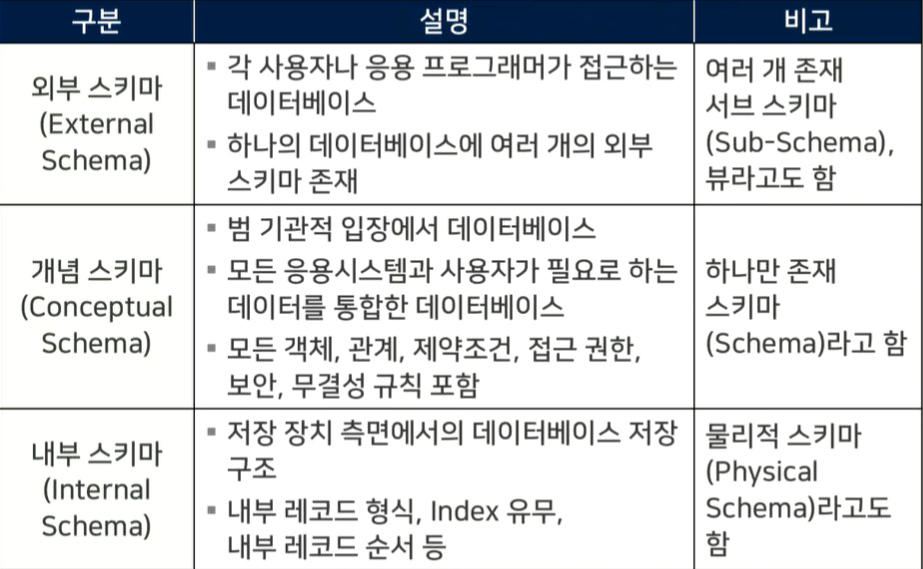 구분
설명
비고
외부 스키마
(External
Schema)
▪ 각 사용자나 응용 프로그래머가 접근하는
데이터베이스
▪ 하나의 데이터베이스에 여러 개의 외부
스키마 존재
여러 개 존재
서브 스키마
(Sub-Schema),
뷰라고도 함
개념 스키마
(Conceptual
Schema)
▪ 범 기관적 입장에서 데이터베이스
▪ 모든 응용시스템과 사용자가 필요로 하는
데이터를 통합한 데이터베이스
▪ 모든 객체, 관계, 제약조건, 접근 권한,
보안, 무결성 규칙 포함
하나만 존재
스키마
(Schema)라고 함
내부 스키마
(Internal
Schema)
▪ 저장 장치 측면에서의 데이터베이스 저장
구조
▪ 내부 레코드 형식, Index 유무,
내부 레코드 순서 등
물리적 스키마
(Physical
Schema)라고도
함